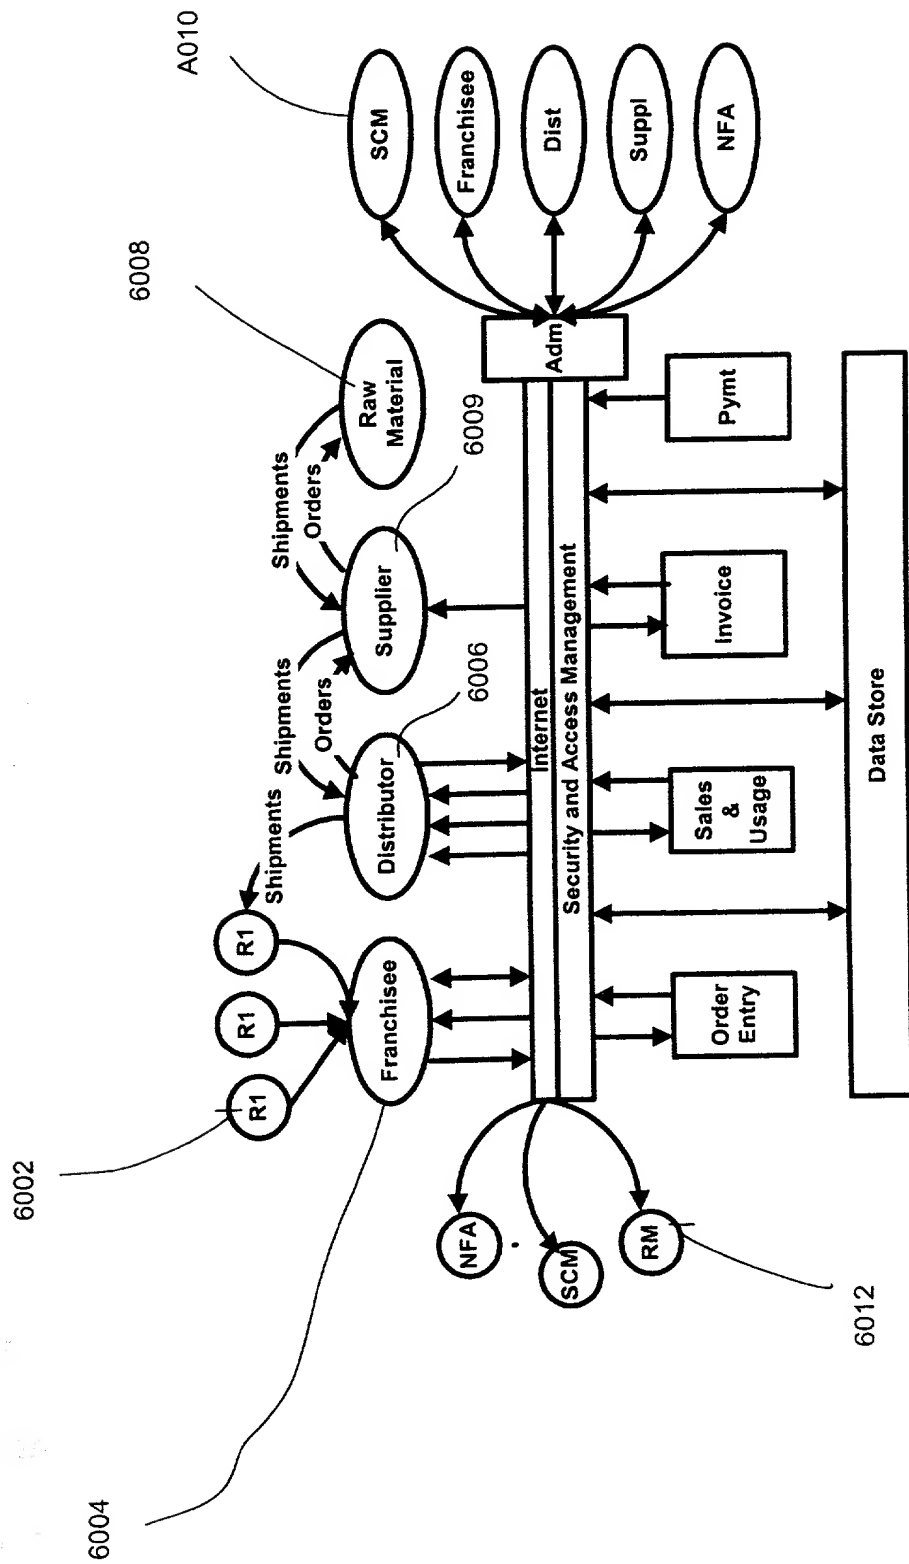 6002
6004
6008
A010
R1
R1
R1
Shipments
Shipments
Shipments
Orders
Orders
6006
6009
Franchisee
Distributor
Supplier
Raw
Material
SCM
Franchisee
Dist
Suppl
NFA
NFA
SCM
RM
6012
Internet
Security and Access Management
Adm
Order
Entry
Sales
&
Usage
Invoice
Pymt
Data Store